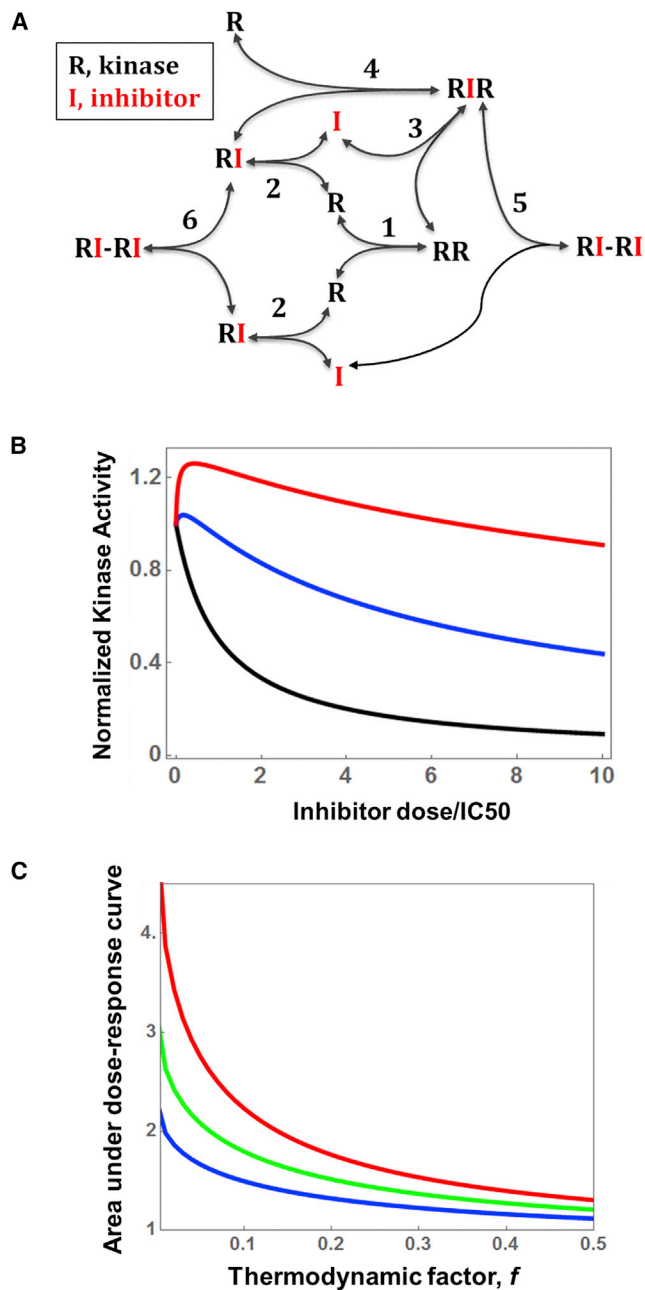 A
R
R, kinase
I, inhibitor
4
RIR
I
3
RI
2
R
5
6
1
RI-RI
RR
RI-RI
R
2
RI
I
B
Normalized Kinase Activity
1.2
0.8
0.4
0
0 2 4 6 8 10
Inhibitor dose/IC50
C
Area under dose-response curve
4.
3
2
1
0.1 0.2 0.3 0.4 0.5
Thermodynamic factor, f